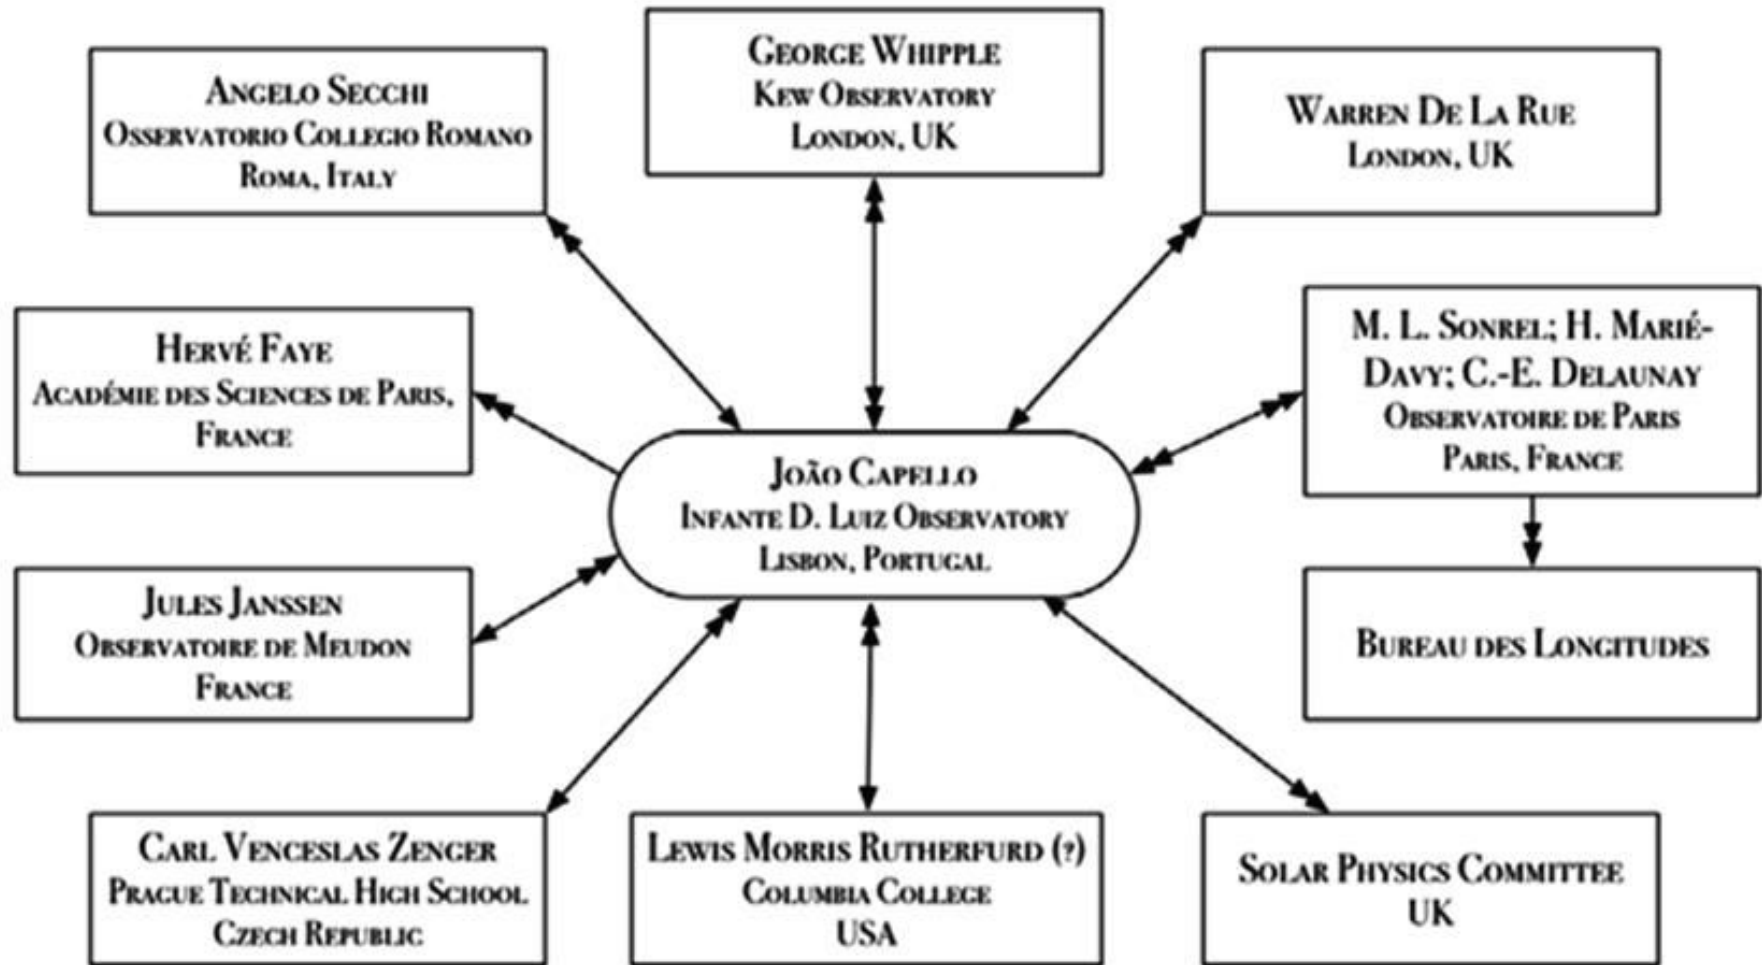 George Whipple
Kew Observatory
London, UK
Angelo Secchi
Osservatorio Collegio Romano
Roma, Italy
Warren De La Rue
London, UK
Hervé Faye
Académie des Sciences de Paris,
France
M. L. Sonrel; H. Marié-
Davy; C.-E. Delaunay
Observatoire de Paris
Paris, France
João Capello
Infante D. Luiz Observatory
Lisbon, Portugal
Jules Janssen
Observatoire de Meudon
France
Bureau des Longitudes
Carl Venceslas Zenger
Prague Technical High School
Czech Republic
Lewis Morris Rutherfurd (?)
Columbia College
USA
Solar Physics Committee
UK